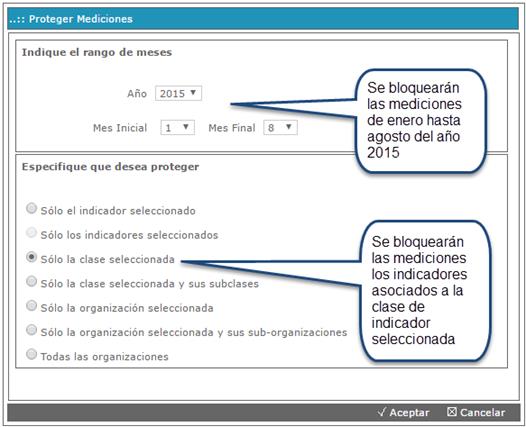 ..:: Proteger Mediciones
Indique el rango de meses
Año 2015
Mes Inicial 1 Mes Final 8
Se bloquearán
las mediciones
de enero hasta
agosto del año
2015
Especifique que desea proteger
Sólo el indicador seleccionado
Sólo los indicadores seleccionados
Sólo la clase seleccionada
Sólo la clase seleccionada y sus subclases
Sólo la organización seleccionada
Sólo la organización seleccionada y sus sub-organizaciones
Todas las organizaciones
Se bloquearán
las mediciones
los indicadores
asociados a la
clase de
indicador
seleccionada
Aceptar Cancelar